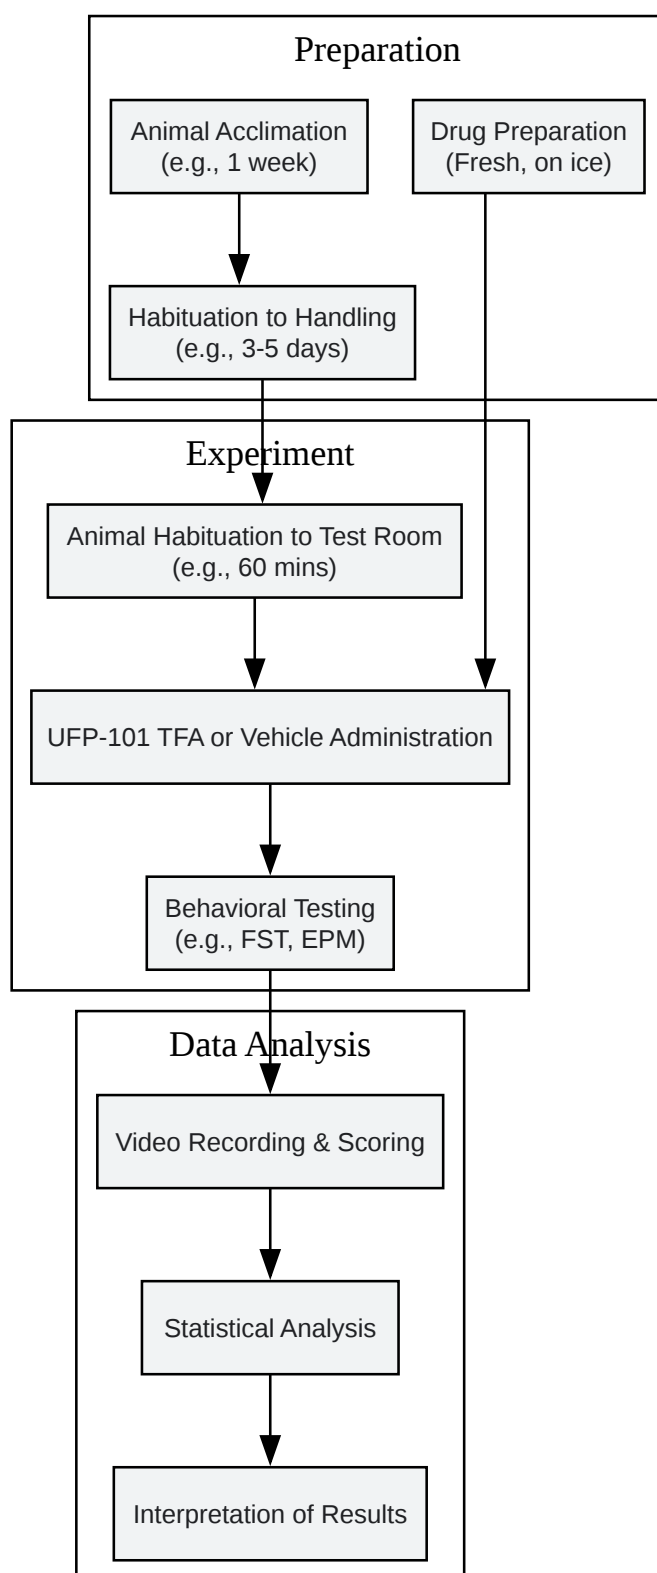 Preparation
Animal Acclimation
(e.g., 1 week)
Drug Preparation
(Fresh, on ice)
Habituation to Handling
(e.g., 3-5 days)
Experiment
Animal Habituation to Test Room
(e.g., 60 mins)
UFP-101 TFA or Vehicle Administration
Behavioral Testing
(e.g., FST, EPM)
Data Analysis
Video Recording & Scoring
Statistical Analysis
Interpretation of Results